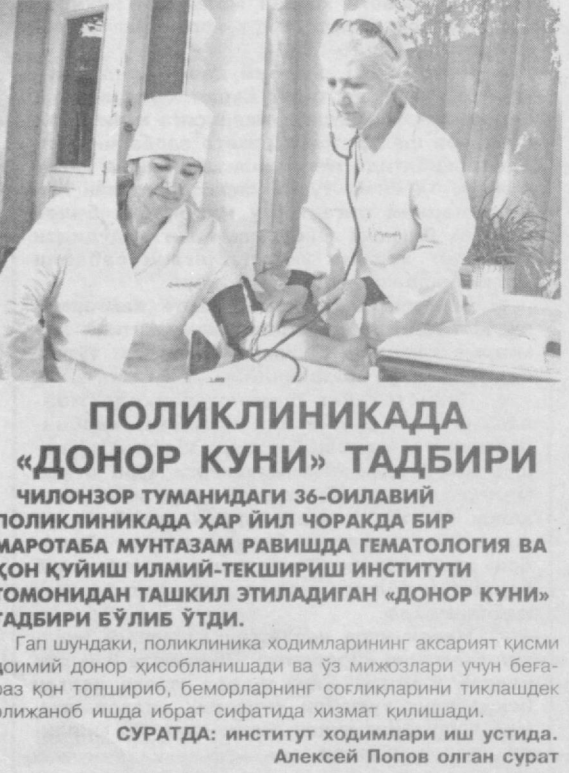 ПОЛИКЛИНИКАДА
«ДОНОР КУНИ» ТАДБИРИ
ЧИЛОНЗОР ТУМАНИДАГИ 36-ОИЛАВИЙ
ПОЛИКЛИНИКАДА ҲАР ЙИЛ ЧОРАКДА БИР
МАРОТАБА МУНТАЗАМ РАВИШДА ГЕМАТОЛОГИЯ ВА
ҚОН ҚУЙИШ ИЛМИЙ-ТЕКШИРИШ ИНСТИТУТИ
ТОМОНИДАН ТАШКИЛ ЭТИЛАДИГАН «ДОНОР КУНИ»
ТАДБИРИ БЎЛИБ ЎТДИ.
Гап шундаки, поликлиника ходимларининг аксарият қисми
доимий донор ҳисобланишади ва ўз мижозлари учун беға-
раз қон топшириб, беморларнинг соғлиқларини тиклашдек
олижаноб ишда ибрат сифатида хизмат қилишади.
СУРАТДА: институт ходимлари иш устида.
Алексей Попов олган сурат